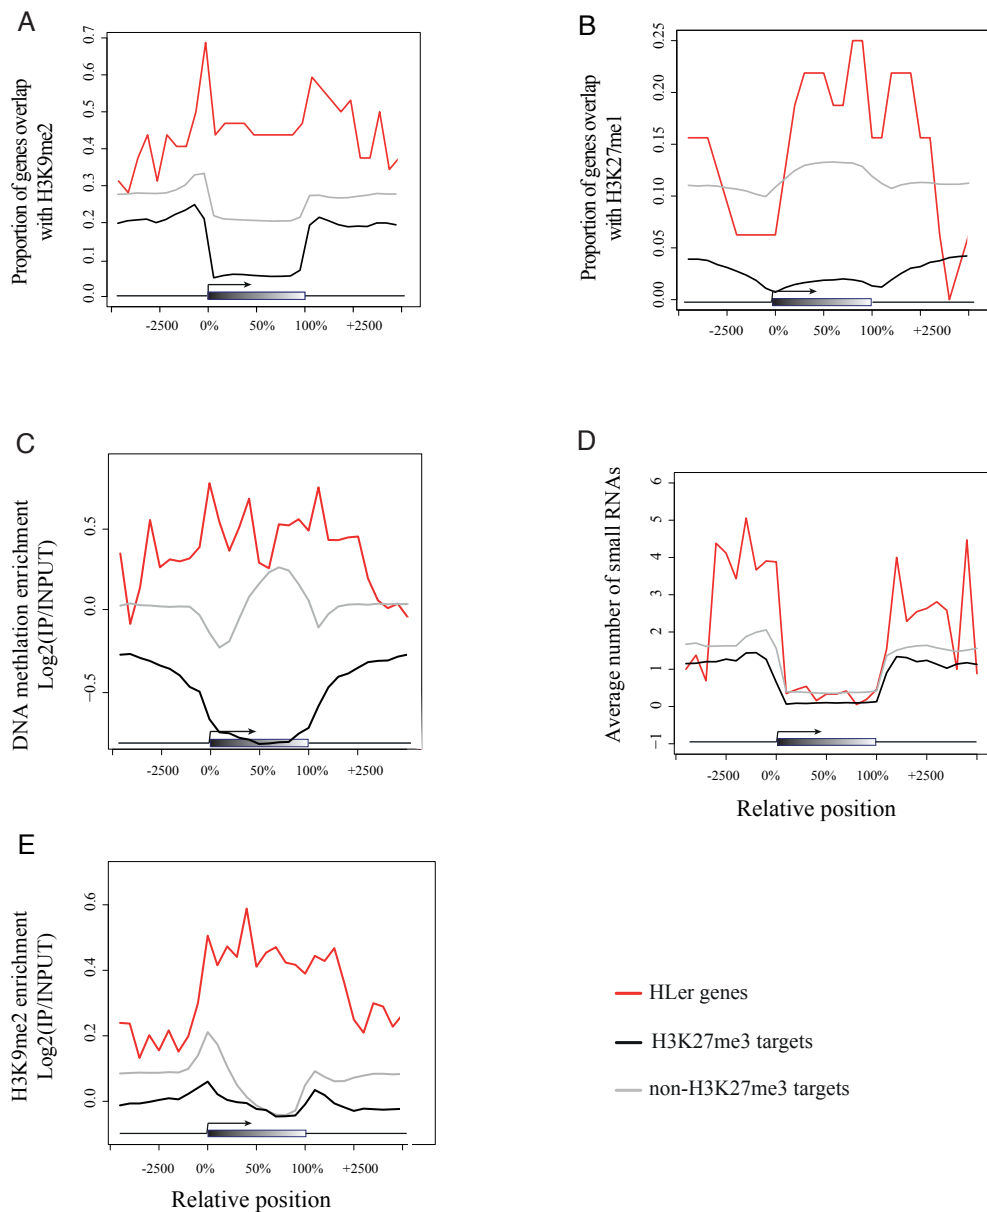 A
Proportion of genes overlap
with H3K9me2
0.0 0.1 0.2 0.3 0.4 0.5 0.6 0.7
-2500 0% 50% 100% +2500
B
Proportion of genes overlap
with H3K27me1
0.00 0.05 0.10 0.15 0.20 0.25
-2500 0% 50% 100% +2500
C
DNA methlation enrichment
Log2(IP/INPUT)
-0.5 0.0 0.5
-2500 0% 50% 100% +2500
D
Average number of small RNAs
−1 0 1 2 3 4 5 6
-2500 0% 50% 100% +2500
Relative position
E
H3K9me2 enrichment
Log2(IP/INPUT)
0.0 0.2 0.4 0.6
-2500 0% 50% 100% +2500
Relative position
HLer genes
H3K27me3 targets
non-H3K27me3 targets